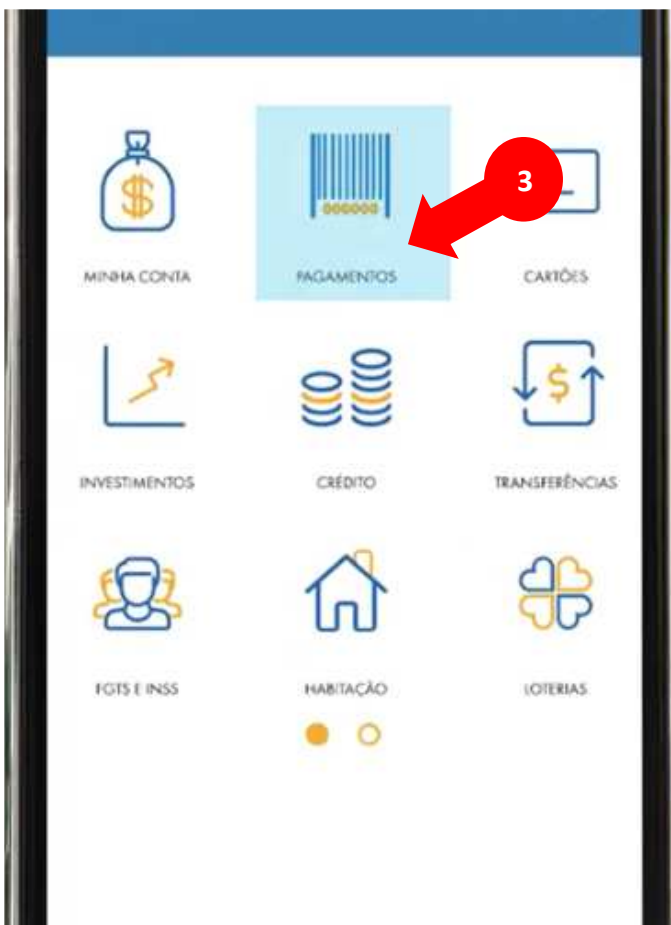 3
MINHA CONTA
PAGAMENTOS
CARTÕES
INVESTIMENTOS
CRÉDITO
TRANSFERÊNCIAS
FGTS E INSS
HABITAÇÃO
LOTERIAS